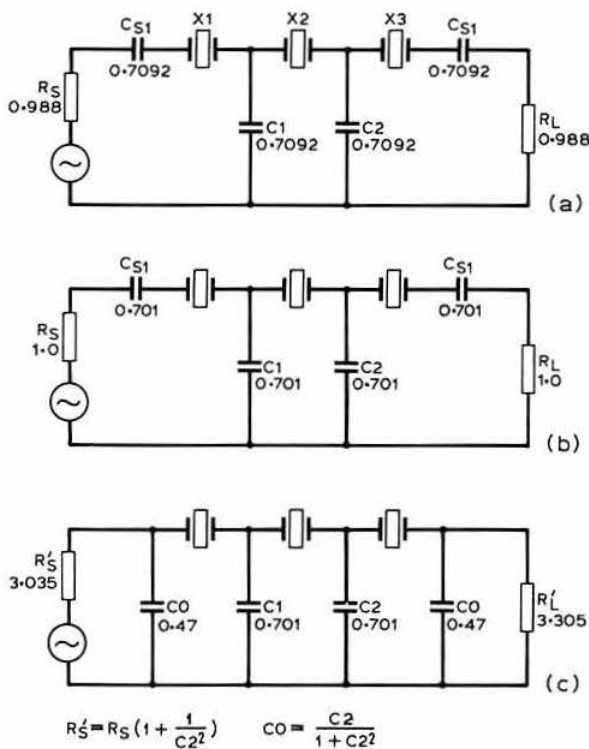 CS1 X1 X2 X3 CS1
0·7092 0·7092
RS
0·988
C1
0·7092
C2
0·7092
RL
0·988
(a)
CS1 CS1
0·701 0·701
RS
1·0
C1
0·701
C2
0·701
RL
1·0
(b)
R'S
3·035
C0
0·47
C1
0·701
C2
0·701
C0
0·47
R'L
3·305
(c)
R'S = RS (1 + 1/C2²) C0 = C2/(1 + C2²)